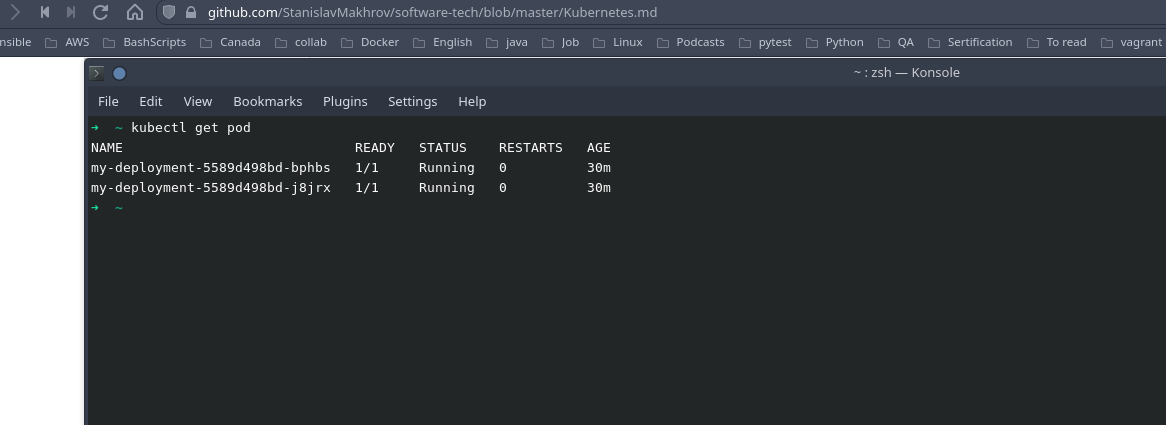 github.com/StanislavMakhrov/software-tech/blob/master/Kubernetes.md
nsible AWS BashScripts Canada collab Docker English java Job Linux Podcasts pytest Python QA Sertification To read vagrant
~ : zsh — Konsole
File Edit View Bookmarks Plugins Settings Help
➜ ~ kubectl get pod
NAME READY STATUS RESTARTS AGE
my-deployment-5589d498bd-bphbs 1/1 Running 0 30m
my-deployment-5589d498bd-j8jrx 1/1 Running 0 30m
➜ ~